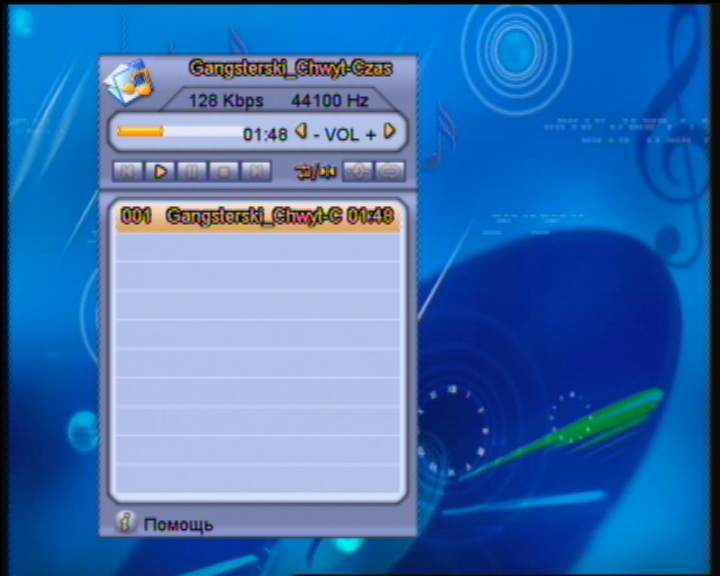 Gangsterski_Chwyt-Czas
128 Kbps 44100 Hz
01:48 - VOL +
001 Gangsterski_Chwyt-C 01:48
Помощь